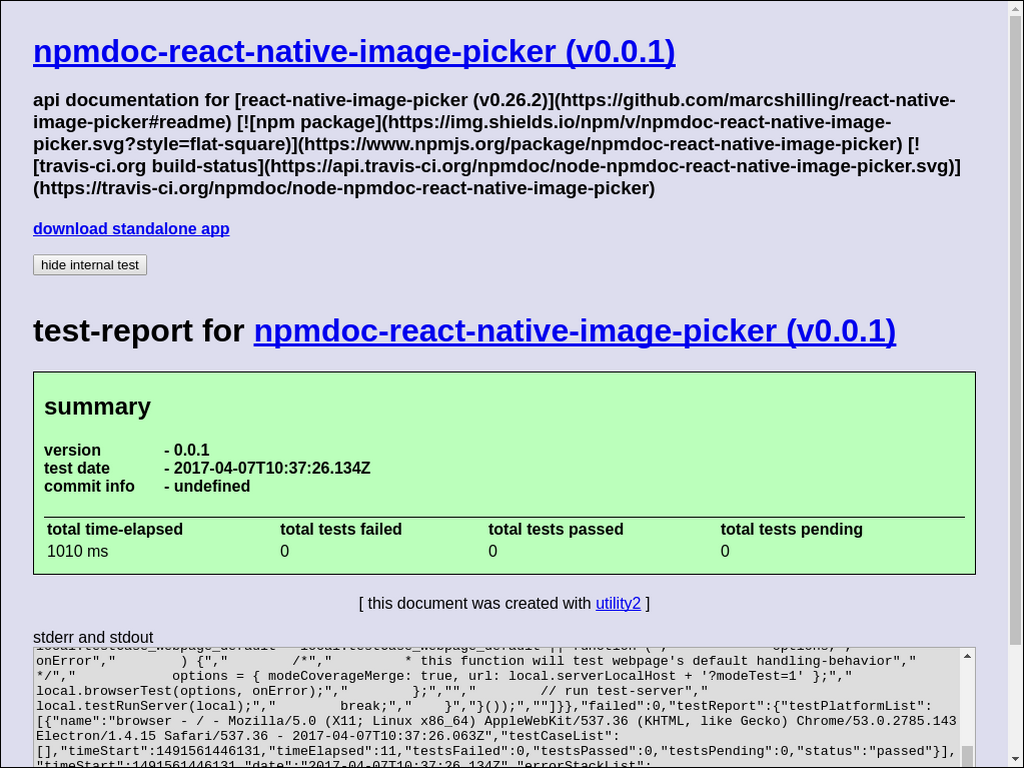 npmdoc-react-native-image-picker (v0.0.1)
api documentation for [react-native-image-picker (v0.26.2)](https://github.com/marcshilling/react-native-
image-picker#readme) [![npm package](https://img.shields.io/npm/v/npmdoc-react-native-image-
picker.svg?style=flat-square)](https://www.npmjs.org/package/npmdoc-react-native-image-picker) [!
[travis-ci.org build-status](https://api.travis-ci.org/npmdoc/node-npmdoc-react-native-image-picker.svg)]
(https://travis-ci.org/npmdoc/node-npmdoc-react-native-image-picker)
download standalone app
hide internal test
test-report for npmdoc-react-native-image-picker (v0.0.1)
summary
version - 0.0.1
test date - 2017-04-07T10:37:26.134Z
commit info - undefined
total time-elapsed total tests failed total tests passed total tests pending
1010 ms 0 0 0
[ this document was created with utility2 ]
stderr and stdout
onError","        ) {","        /*","         * this function will test webpage's default handling-behavior","
*/","            options = { modeCoverageMerge: true, url: local.serverLocalHost + '?modeTest=1' };","
local.browserTest(options, onError);","        };","","        // run test-server","
local.testRunServer(local);","        break;","    }","}());",""]}},"failed":0,"testReport":{"testPlatformList":
[{"name":"browser - / - Mozilla/5.0 (X11; Linux x86_64) AppleWebKit/537.36 (KHTML, like Gecko) Chrome/53.0.2785.143
Electron/1.4.15 Safari/537.36 - 2017-04-07T10:37:26.063Z","testCaseList":
[],"timeStart":1491561446131,"timeElapsed":11,"testsFailed":0,"testsPassed":0,"testsPending":0,"status":"passed"}],
"timeStart":1491561446131,"date":"2017-04-07T10:37:26.134Z","errorStackList":